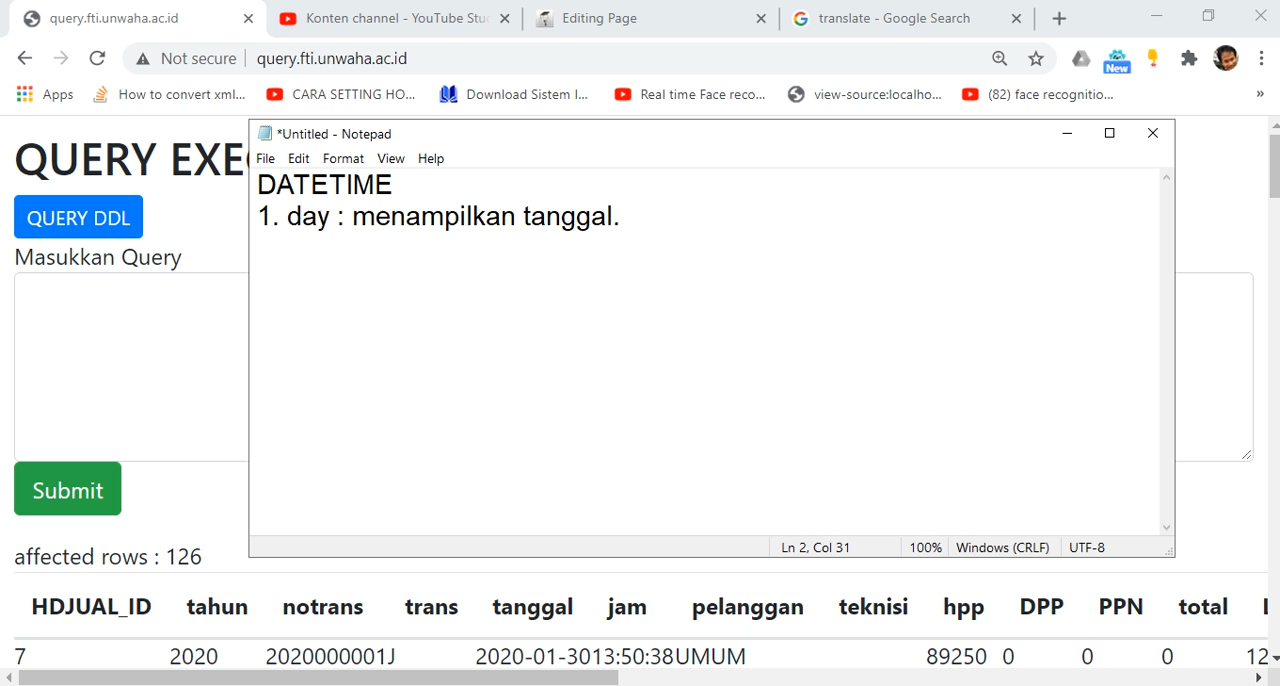 query.fti.unwaha.ac.id
Konten channel - YouTube Stu
Editing Page
translate - Google Search
Not secure
query.fti.unwaha.ac.id
New
Apps
How to convert xml...
CARA SETTING HO...
Download Sistem I...
Real time Face reco...
view-source:localho...
(82) face recognitio...
»
QUERY EXE
QUERY DDL
Masukkan Query
*Untitled - Notepad
File Edit Format View Help
DATETIME
1. day : menampilkan tanggal.
Ln 2, Col 31 100% Windows (CRLF) UTF-8
Submit
affected rows : 126
HDJUAL_ID tahun notrans trans tanggal jam pelanggan teknisi hpp DPP PPN total
7 2020 2020000001J 2020-01-3013:50:38UMUM 89250 0 0 0 12